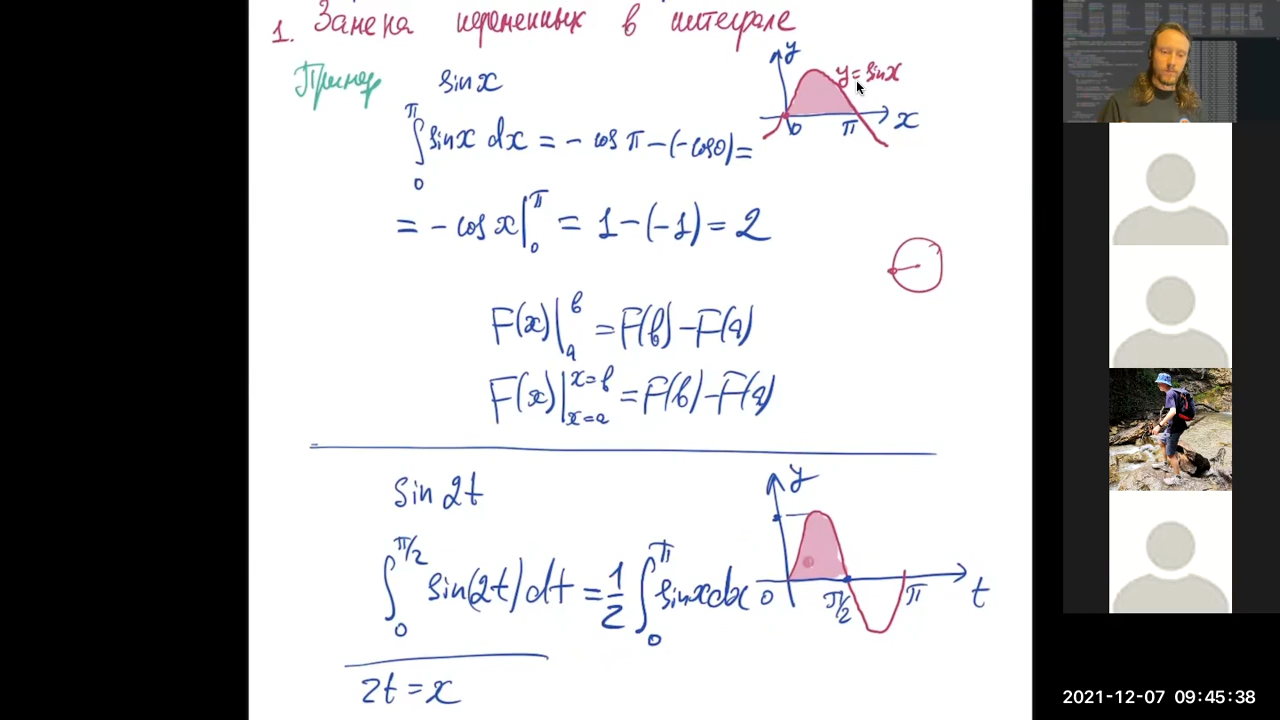 1. Замена переменных в интеграле
Пример sin x
y
y = sin x
0 π x
∫₀^π sin x dx = - cos π - (- cos 0) =
= - cos x |₀^π = 1 - (-1) = 2
F(x)|ₐᵇ = F(b) - F(a)
F(x)|ₓ₌ₐˣ⁼ᵇ = F(b) - F(a)
sin 2t
y
∫₀^{π/2} sin(2t) dt = 1/2 ∫₀^π sin x dx
0 π/2 π t
2t = x
2021-12-07 09:45:38